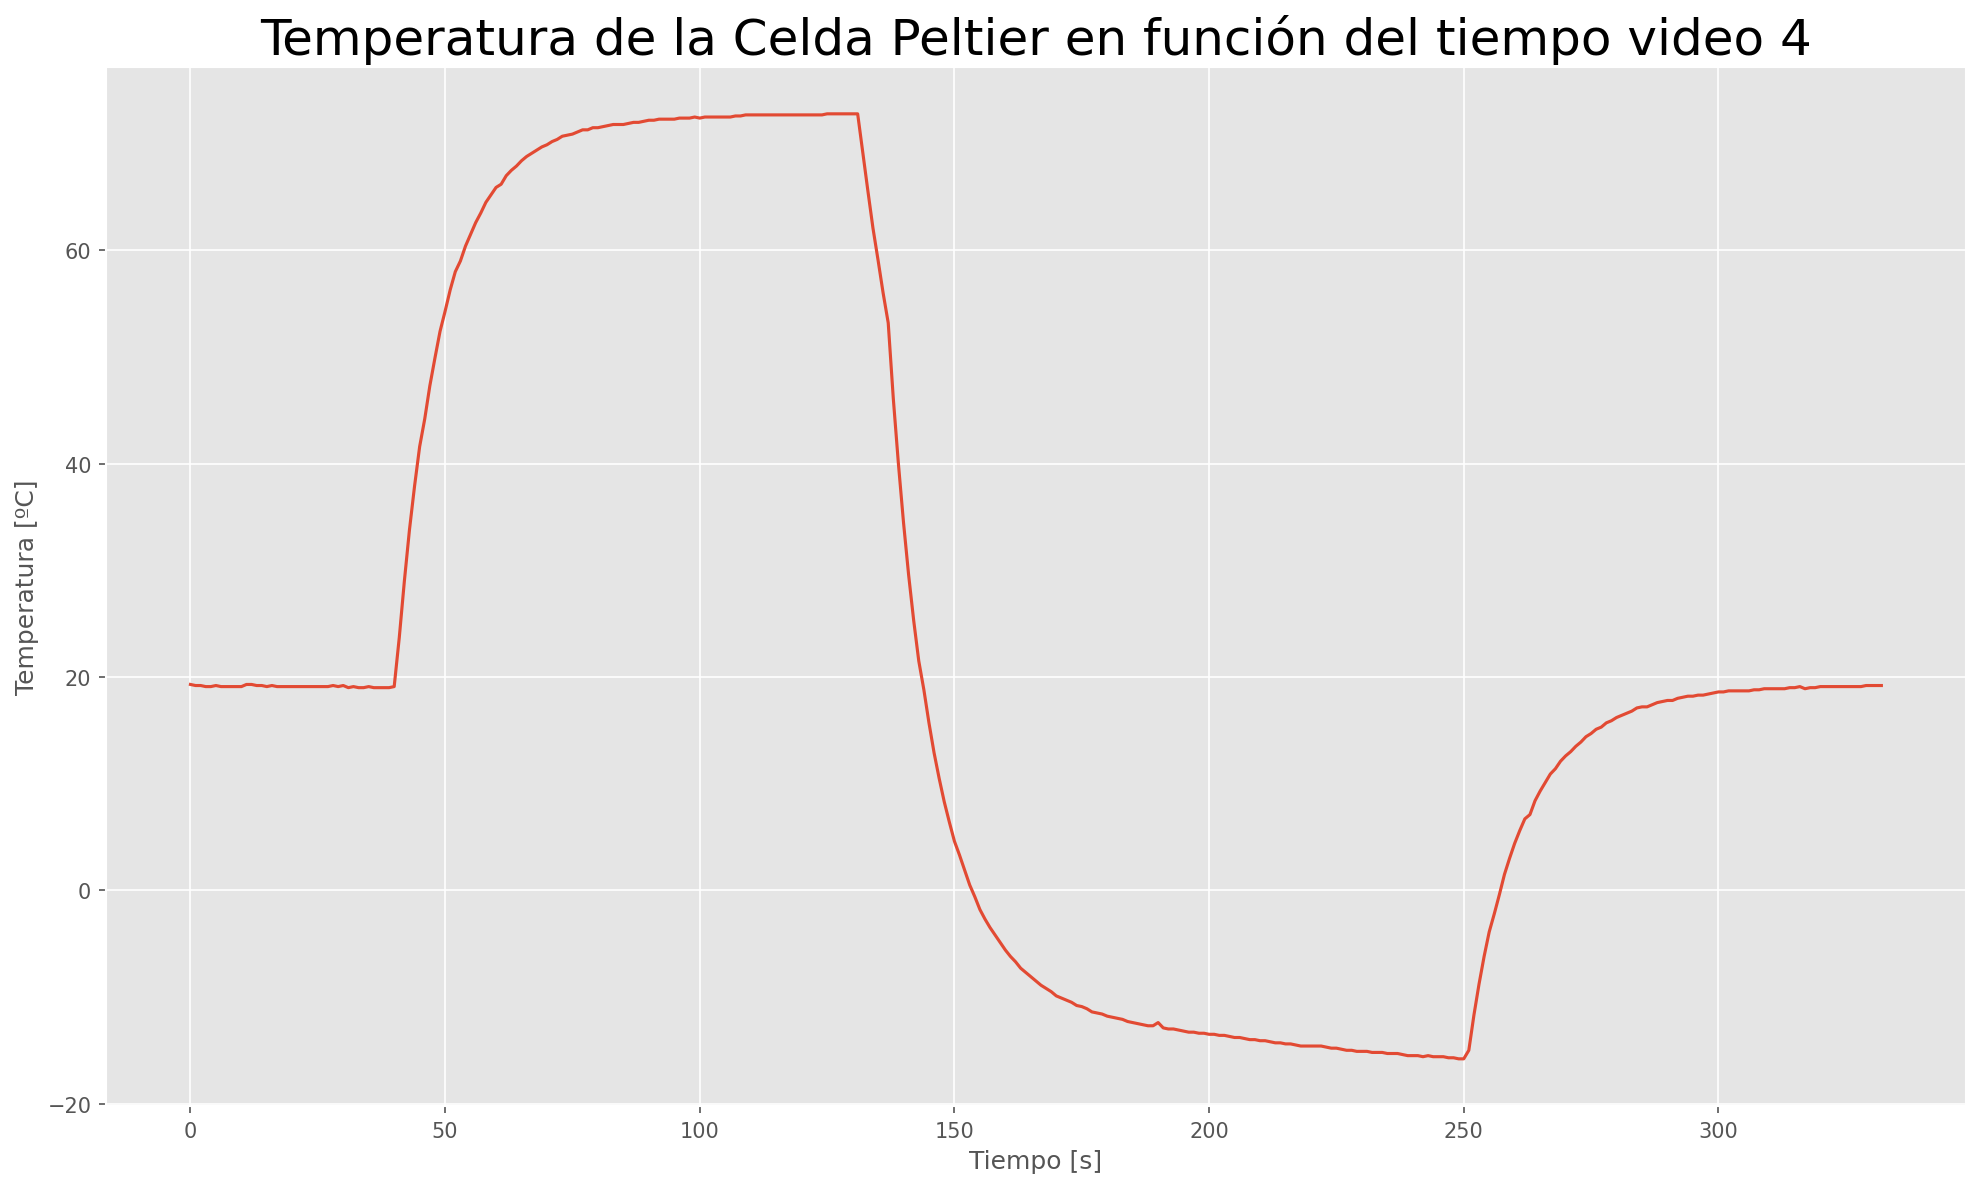 Temperatura de la Celda Peltier en función del tiempo video 4
Temperatura [ºC]
60
40
20
0
−20
0 50 100 150 200 250 300
Tiempo [s]